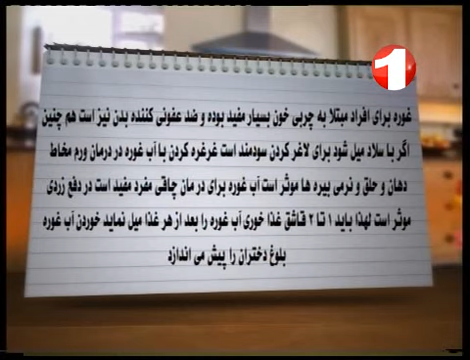 1
غوره برای افراد مبتلا به چربی خون بسیار مفید بوده و ضد عفونی کننده بدن نیز است هم چنین
اگر با سلاد میل شود برای لاغر کردن سودمند است غرغره کردن با آب غوره در درمان ورم مخاط
دهان و حلق و نرمی بیره ها موثر است آب غوره برای درمان چاقی مفرد مفید است در دفع زردی
موثر است لهذا باید ۱ تا ۲ قاشق غذا خوری آب غوره را بعد از هر غذا میل نماید خوردن آب غوره
بلوغ دختران را پیش می اندازد